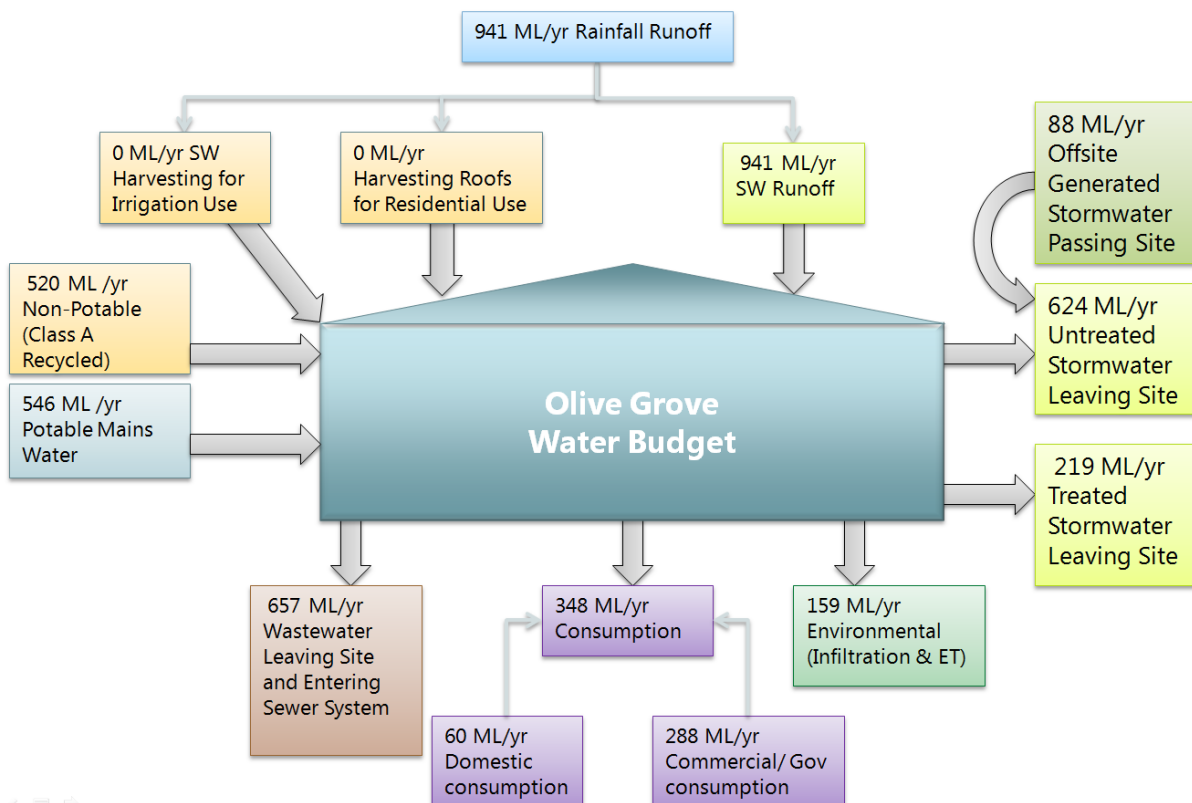 941 ML/yr Rainfall Runoff
0 ML/yr SW
Harvesting for
Irrigation Use
0 ML/yr
Harvesting Roofs
for Residential Use
941 ML/yr
SW Runoff
88 ML/yr
Offsite
Generated
Stormwater
Passing Site
520 ML /yr
Non-Potable
(Class A
Recycled)
546 ML /yr
Potable Mains
Water
Olive Grove
Water Budget
624 ML/yr
Untreated
Stormwater
Leaving Site
219 ML/yr
Treated
Stormwater
Leaving Site
657 ML/yr
Wastewater
Leaving Site
and Entering
Sewer System
348 ML/yr
Consumption
159 ML/yr
Environmental
(Infiltration & ET)
60 ML/yr
Domestic
consumption
288 ML/yr
Commercial/ Gov
consumption